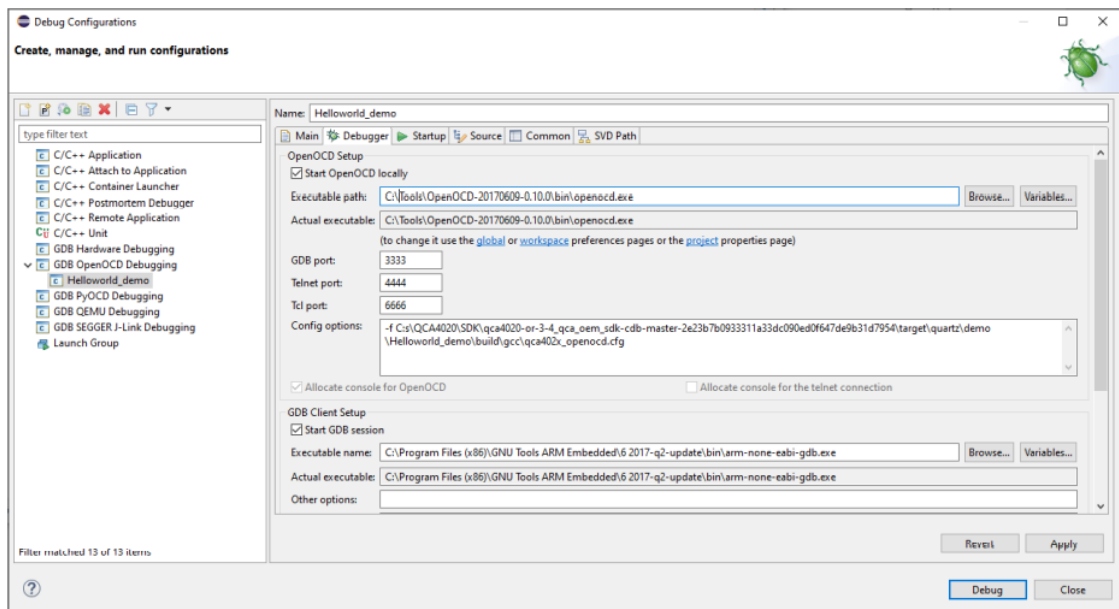 Debug Configurations
Create, manage, and run configurations
type filter text
C/C++ Application
C/C++ Attach to Application
C/C++ Container Launcher
C/C++ Postmortem Debugger
C/C++ Remote Application
C/C++ Unit
GDB Hardware Debugging
GDB OpenOCD Debugging
Helloworld_demo
GDB PyOCD Debugging
GDB QEMU Debugging
GDB SEGGER J-Link Debugging
Launch Group
Filter matched 13 of 13 items
Name: Helloworld_demo
Main Debugger Startup Source Common SVD Path
OpenOCD Setup
Start OpenOCD locally
Executable path: C:\Tools\OpenOCD-20170609-0.10.0\bin\openocd.exe Browse... Variables...
Actual executable: C:\Tools\OpenOCD-20170609-0.10.0\bin\openocd.exe
(to change it use the global or workspace preferences pages or the project properties page)
GDB port: 3333
Telnet port: 4444
Tcl port: 6666
Config options: -f C:s\QCA4020\SDK\qca4020-or-3-4_qca_oem_sdk-cdb-master-2e23b7b0933311a33dc090ed0f647de9b31d7954\target\quartz\demo
\Helloworld_demo\build\gcc\qca402x_openocd.cfg
Allocate console for OpenOCD Allocate console for the telnet connection
GDB Client Setup
Start GDB session
Executable name: C:\Program Files (x86)\GNU Tools ARM Embedded\6 2017-q2-update\bin\arm-none-eabi-gdb.exe Browse... Variables...
Actual executable: C:\Program Files (x86)\GNU Tools ARM Embedded\6 2017-q2-update\bin\arm-none-eabi-gdb.exe
Other options:
Revert Apply
Debug Close